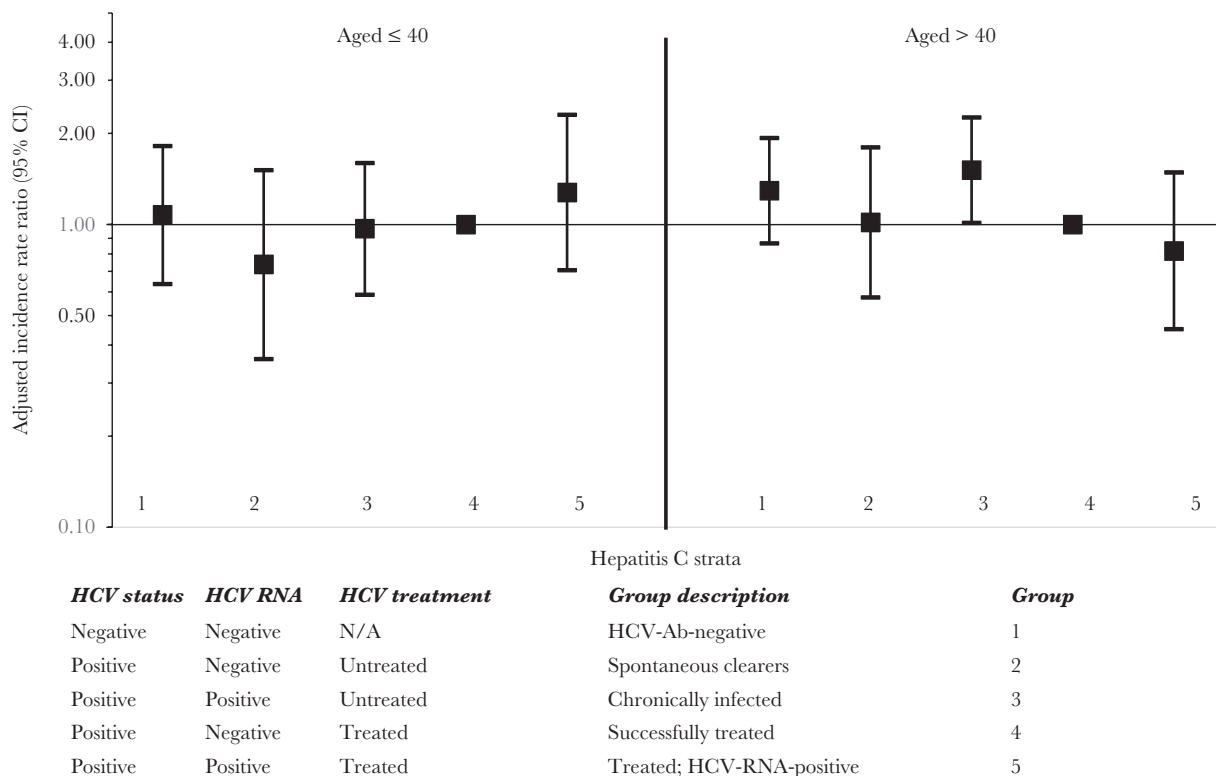 Aged ≤ 40 Aged > 40
4.00
3.00
2.00
1.00
0.50
0.10
Adjusted incidence rate ratio (95% CI)
1 2 3 4 5 1 2 3 4 5
Hepatitis C strata
HCV status HCV RNA HCV treatment Group description Group
Negative Negative N/A HCV-Ab-negative 1
Positive Negative Untreated Spontaneous clearers 2
Positive Positive Untreated Chronically infected 3
Positive Negative Treated Successfully treated 4
Positive Positive Treated Treated; HCV-RNA-positive 5